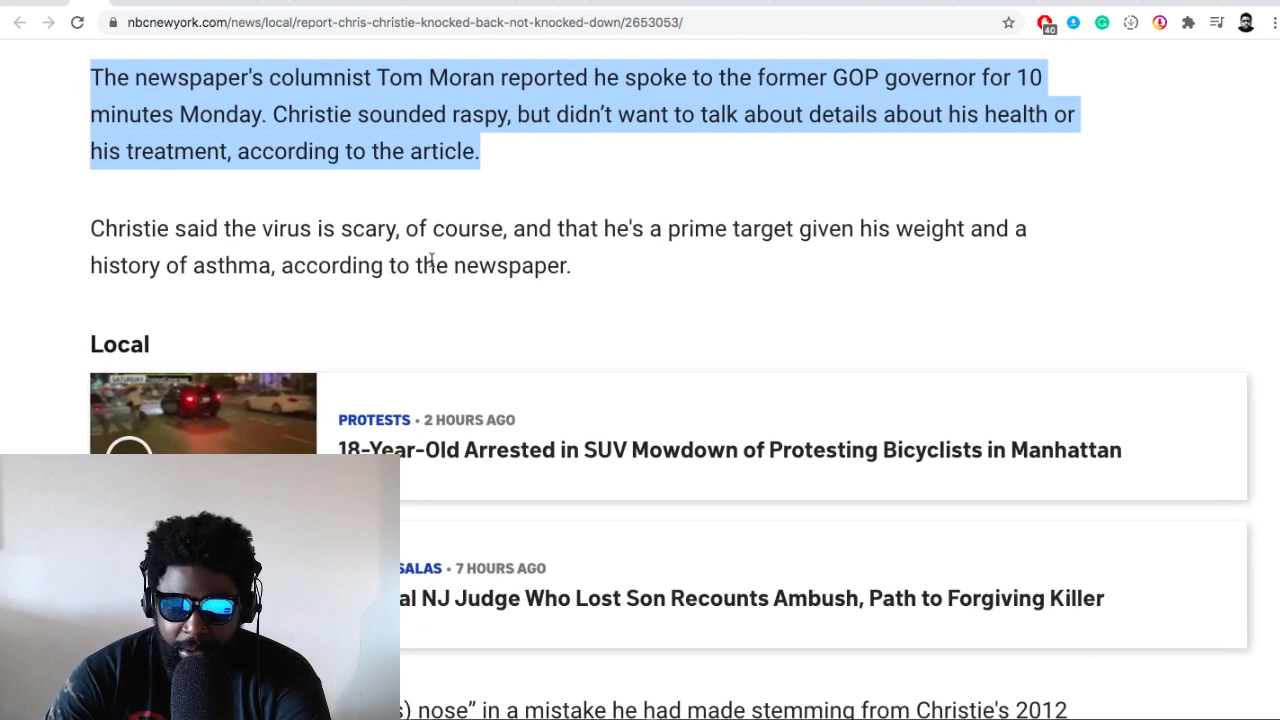 nbcnewyork.com/news/local/report-chris-christie-knocked-back-not-knocked-down/2653053/
40
The newspaper's columnist Tom Moran reported he spoke to the former GOP governor for 10
minutes Monday. Christie sounded raspy, but didn’t want to talk about details about his health or
his treatment, according to the article.
Christie said the virus is scary, of course, and that he's a prime target given his weight and a
history of asthma, according to the newspaper.
Local
PROTESTS • 2 HOURS AGO
18-Year-Old Arrested in SUV Mowdown of Protesting Bicyclists in Manhattan
SALAS • 7 HOURS AGO
al NJ Judge Who Lost Son Recounts Ambush, Path to Forgiving Killer
s) nose” in a mistake he had made stemming from Christie's 2012